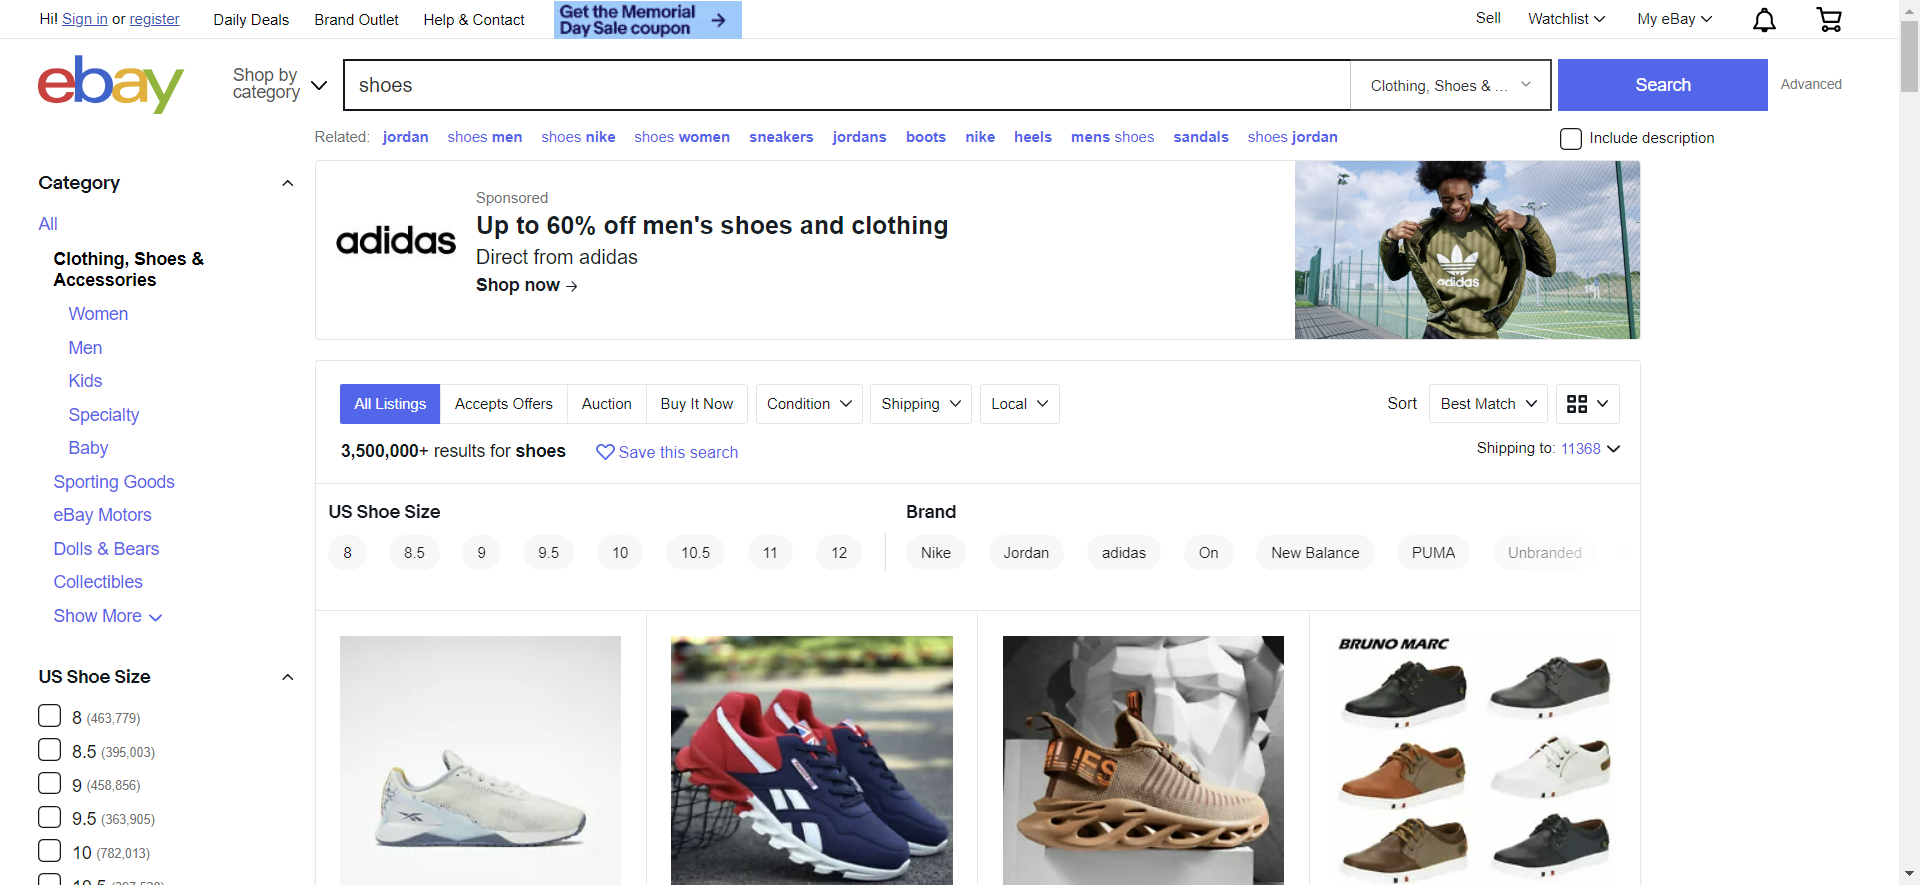 Hi! Sign in or register
Daily Deals
Brand Outlet
Help & Contact
Get the Memorial
Day Sale coupon
Sell
Watchlist
My eBay
ebay
Shop by
category
shoes
Clothing, Shoes & ...
Search
Advanced
Related: jordan shoes men shoes nike shoes women sneakers jordans boots nike heels mens shoes sandals shoes jordan
Include description
Category
All
Clothing, Shoes &
Accessories
Women
Men
Kids
Specialty
Baby
Sporting Goods
eBay Motors
Dolls & Bears
Collectibles
Show More
US Shoe Size
8 (463,779)
8.5 (395,003)
9 (458,856)
9.5 (363,905)
10 (782,013)
adidas
Sponsored
Up to 60% off men's shoes and clothing
Direct from adidas
Shop now
adidas
All Listings
Accepts Offers
Auction
Buy It Now
Condition
Shipping
Local
Sort
Best Match
3,500,000+ results for shoes
Save this search
Shipping to: 11368
US Shoe Size
8 8.5 9 9.5 10 10.5 11 12
Brand
Nike Jordan adidas On New Balance PUMA Unbranded
BRUNO MARC